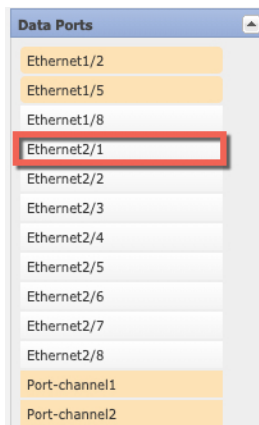 Data Ports
Ethernet1/2
Ethernet1/5
Ethernet1/8
Ethernet2/1
Ethernet2/2
Ethernet2/3
Ethernet2/4
Ethernet2/5
Ethernet2/6
Ethernet2/7
Ethernet2/8
Port-channel1
Port-channel2